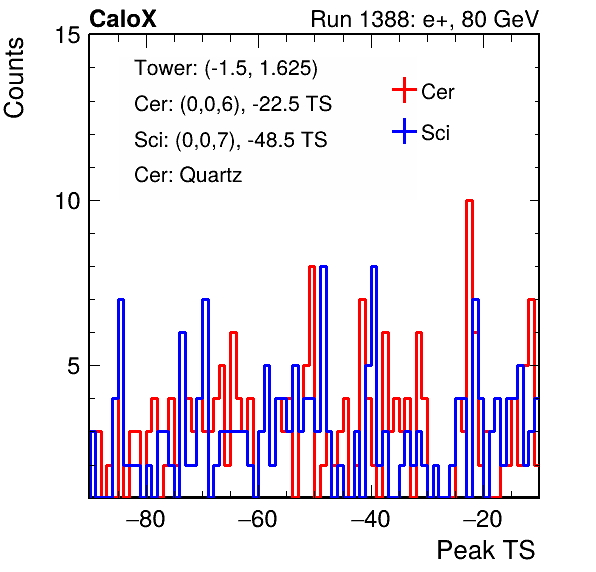 CaloX Run 1388: e+, 80 GeV
Counts
15
10
5
Tower: (-1.5, 1.625)
Cer: (0,0,6), -22.5 TS
Sci: (0,0,7), -48.5 TS
Cer: Quartz
Cer
Sci
−80 −60 −40 −20
Peak TS